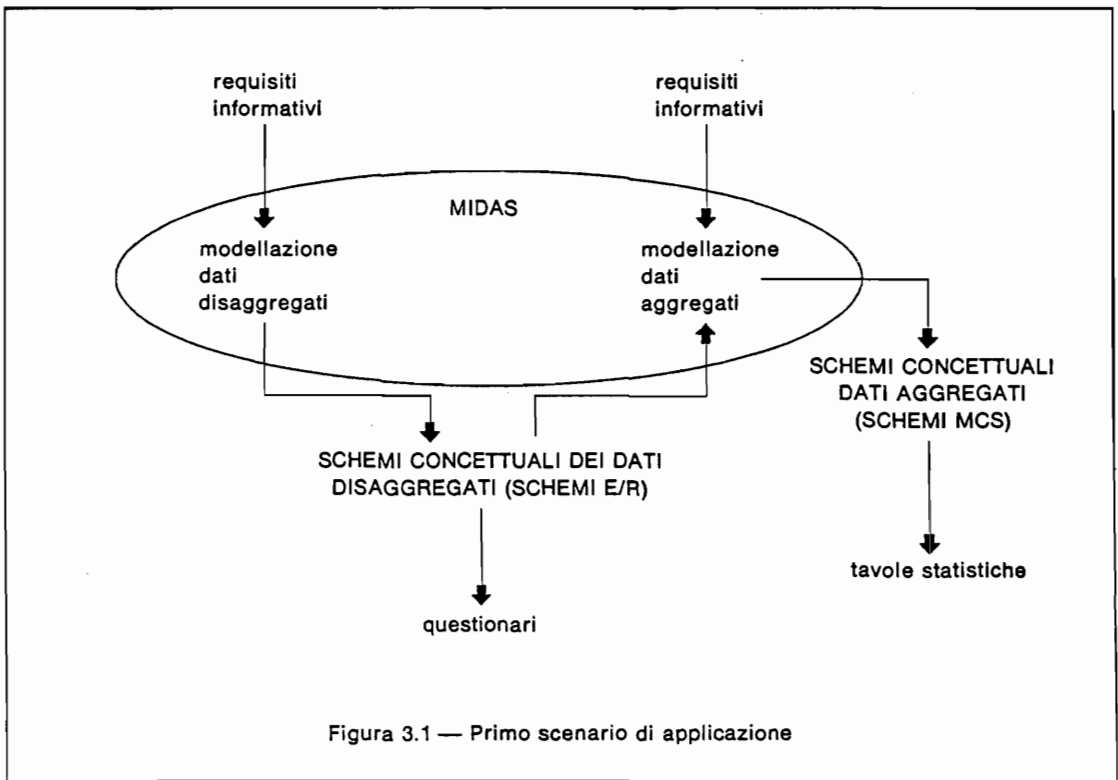 requisiti
informativi
requisiti
informativi
MIDAS
modellazione
dati
disaggregati
modellazione
dati
aggregati
SCHEMI CONCETTUALI
DATI AGGREGATI
(SCHEMI MCS)
SCHEMI CONCETTUALI DEI DATI
DISAGGREGATI (SCHEMI E/R)
tavole statistiche
questionari
Figura 3.1 — Primo scenario di applicazione